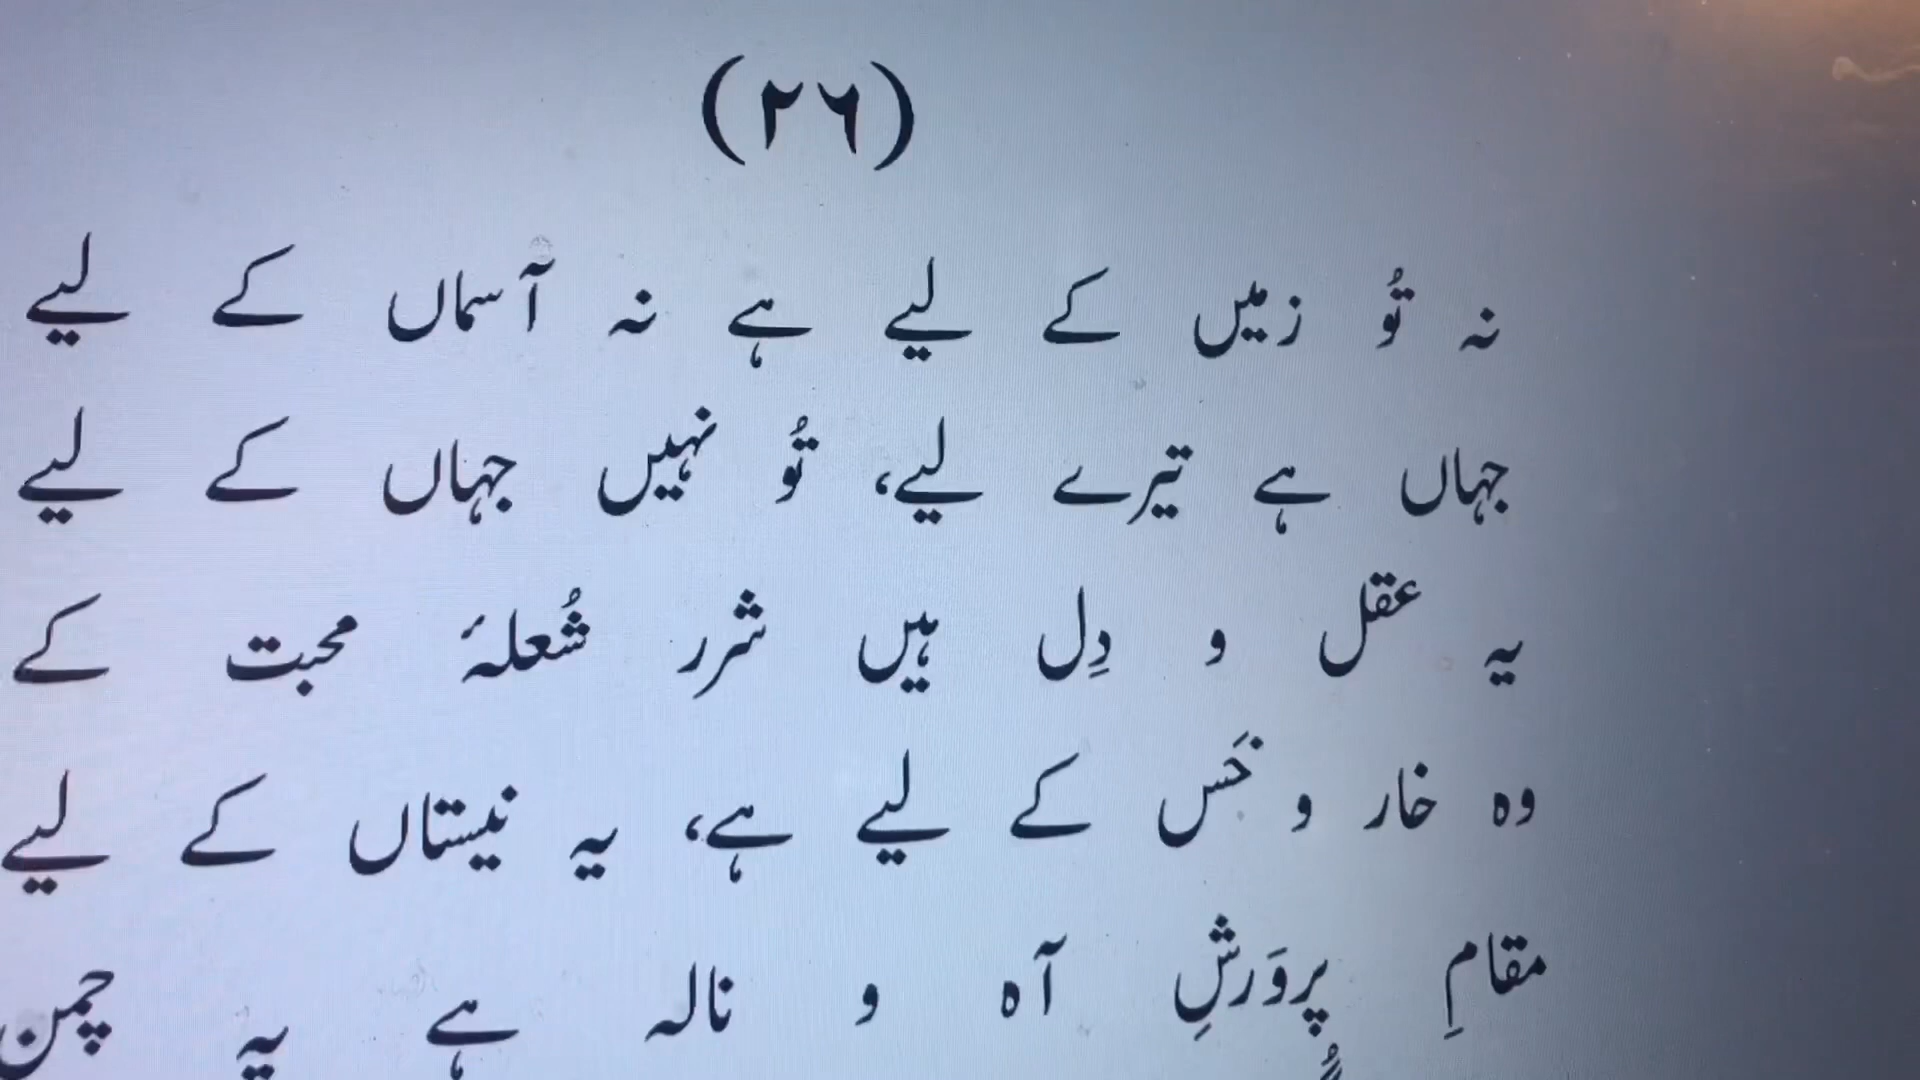 (۲۶)
نہ تُو زمیں کے لیے ہے نہ آسماں کے لیے
جہاں ہے تیرے لیے، تُو نہیں جہاں کے لیے
یہ عقل و دِل ہیں شرر شُعلۂ محبت کے
وہ خار و خَس کے لیے ہے، یہ نیستاں کے لیے
مقامِ پروَرشِ آہ و نالہ ہے یہ چمن